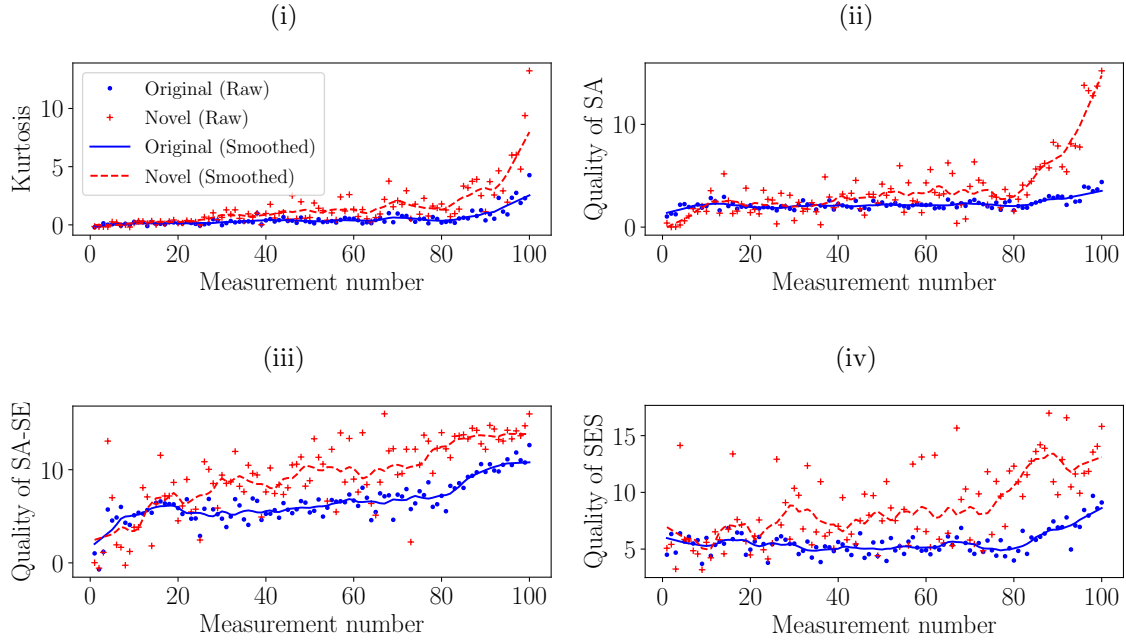 (i)
Kurtosis
10
5
0
Original (Raw)
Novel (Raw)
Original (Smoothed)
Novel (Smoothed)
0 20 40 60 80 100
Measurement number
(ii)
Quality of SA
10
0
0 20 40 60 80 100
Measurement number
(iii)
Quality of SA-SE
10
0
0 20 40 60 80 100
Measurement number
(iv)
Quality of SES
15
10
5
0 20 40 60 80 100
Measurement number